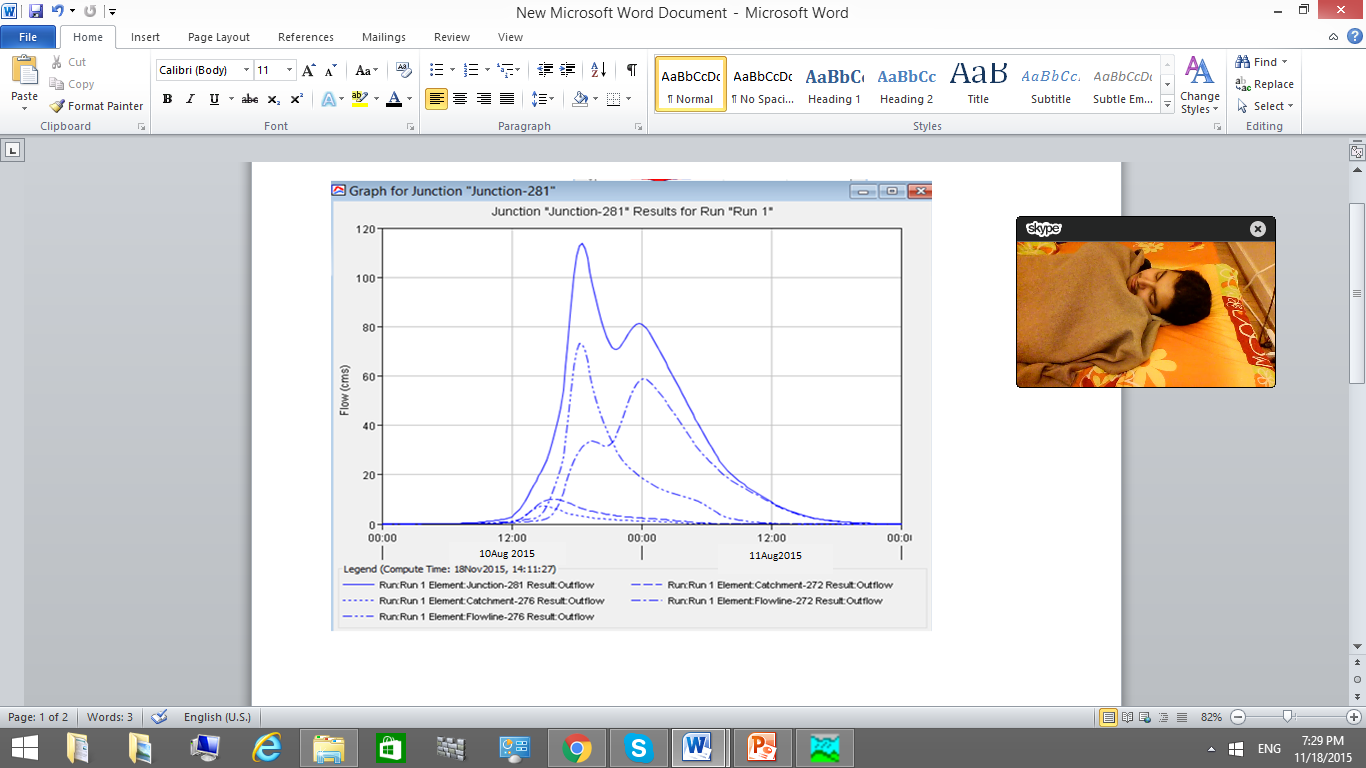 New Microsoft Word Document - Microsoft Word
File Home Insert Page Layout References Mailings Review View
Paste
Cut
Copy
Format Painter
Clipboard
Calibri (Body) 11
Font
Paragraph
AaBbCcDc AaBbCcDc AaBbCc AaBbCc AaB AaBbCc. AaBbCcDc
¶ Normal ¶ No Spaci... Heading 1 Heading 2 Title Subtitle Subtle Em...
Change Styles
Styles
Find
Replace
Select
Editing
Graph for Junction "Junction-281"
Junction "Junction-281" Results for Run "Run 1"
Flow (cms)
120
100
80
60
40
20
0
00:00 12:00 00:00 12:00 00:0
10Aug 2015 11Aug2015
Legend (Compute Time: 18Nov2015, 14:11:27)
Run:Run 1 Element:Junction-281 Result:Outflow Run:Run 1 Element:Catchment-272 Result:Outflow
Run:Run 1 Element:Catchment-276 Result:Outflow Run:Run 1 Element:Flowline-272 Result:Outflow
Run:Run 1 Element:Flowline-276 Result:Outflow
skype
Page: 1 of 2 Words: 3 English (U.S.) 82%
ENG
7:29 PM
11/18/2015